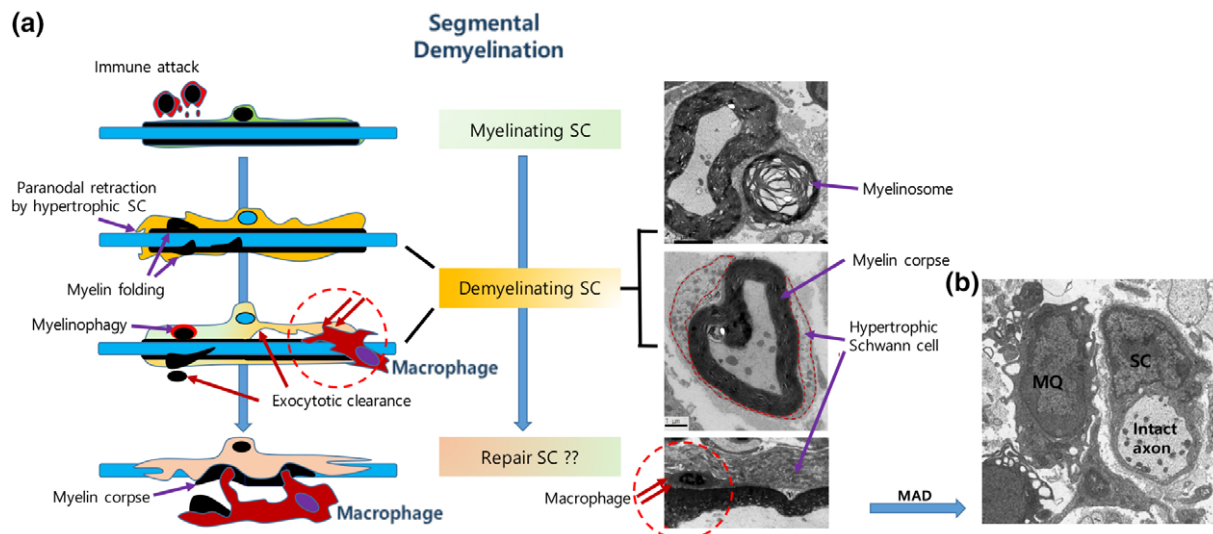 (a)
Segmental
Demyelination
Immune attack
Myelinating SC
Paranodal retraction
by hypertrophic SC
Myelinosome
Myelin folding
Demyelinating SC
Myelin corpse
(b)
Myelinophagy
Hypertrophic
Schwann cell
Macrophage
Exocytotic clearance
MQ
SC
Intact
axon
Repair SC ??
Myelin corpse
Macrophage
Macrophage
MAD